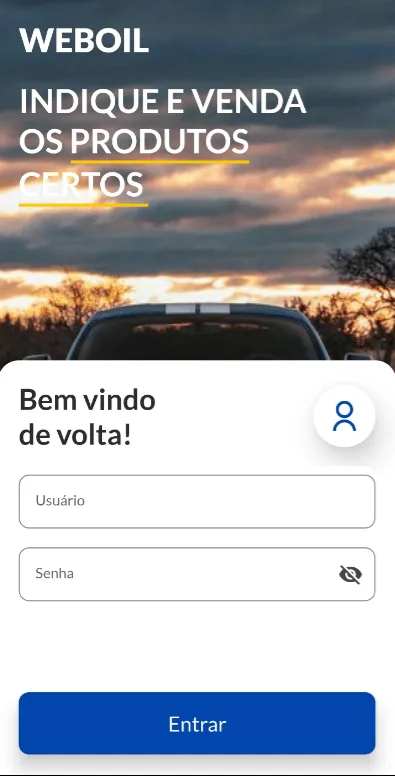 WEBOIL
INDIQUE E VENDA
OS PRODUTOS
CERTOS
Bem vindo
de volta!
Usuário
Senha
Entrar